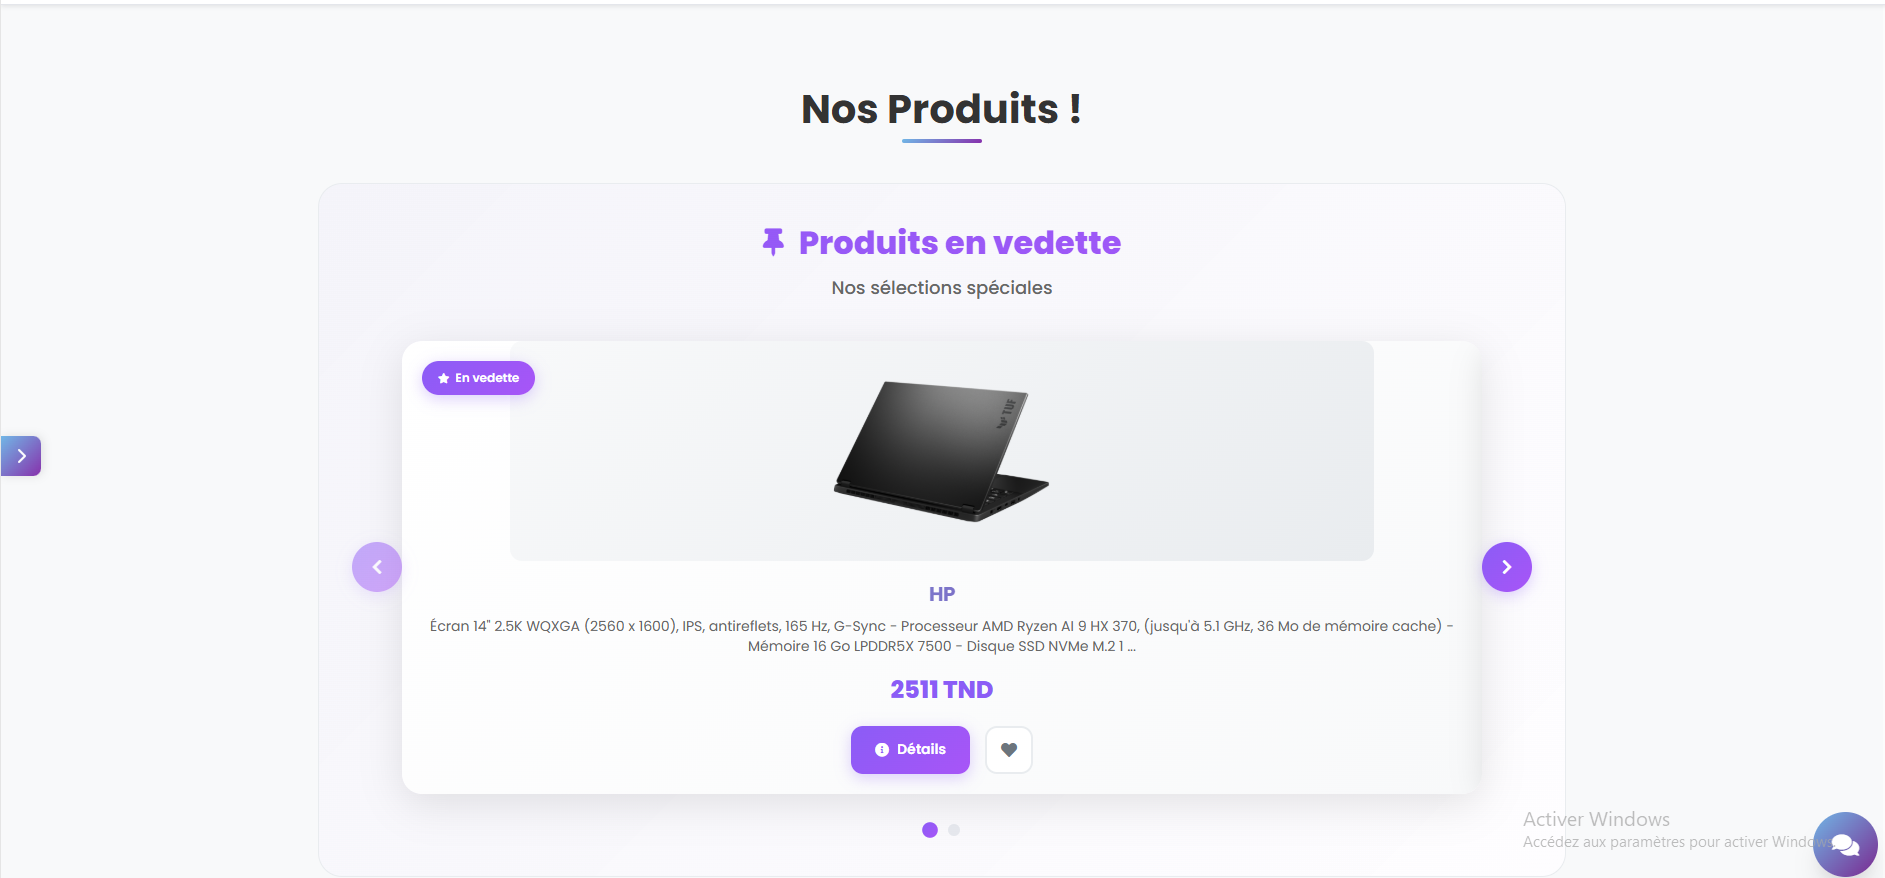 Nos Produits !
Produits en vedette
Nos sélections spéciales
En vedette
TUF
HP
Écran 14" 2.5K WQXGA (2560 x 1600), IPS, antireflets, 165 Hz, G-Sync - Processeur AMD Ryzen AI 9 HX 370, (jusqu'à 5.1 GHz, 36 Mo de mémoire cache) -
Mémoire 16 Go LPDDR5X 7500 - Disque SSD NVMe M.2 1 ...
2511 TND
Détails
Activer Windows
Accédez aux paramètres pour activer Windows